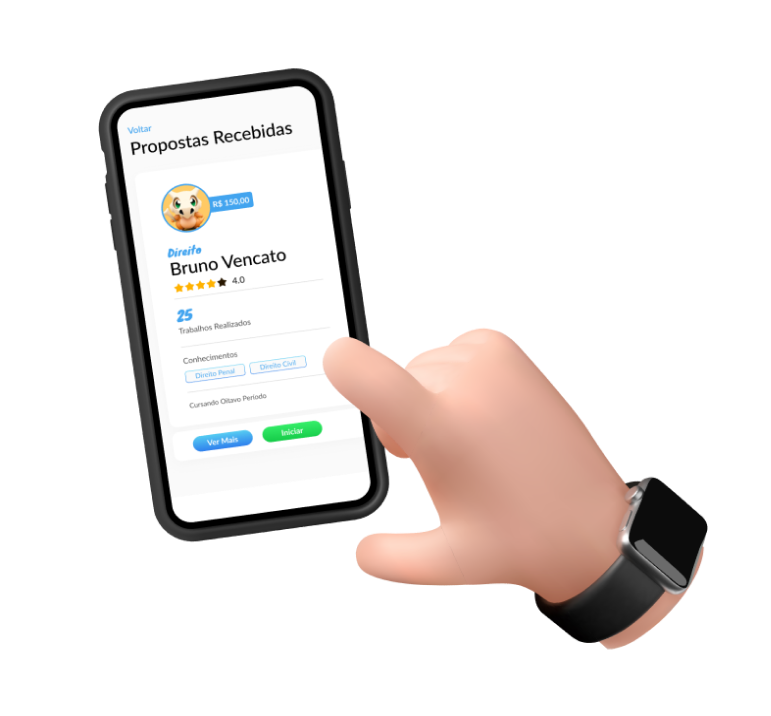 Voltar
Propostas Recebidas
R$ 150,00
Direito
Bruno Vencato
4.0
25
Trabalhos Realizados
Conhecimentos
Direito Penal Direito Civil
Cursando Oitavo Período
Ver Mais Iniciar